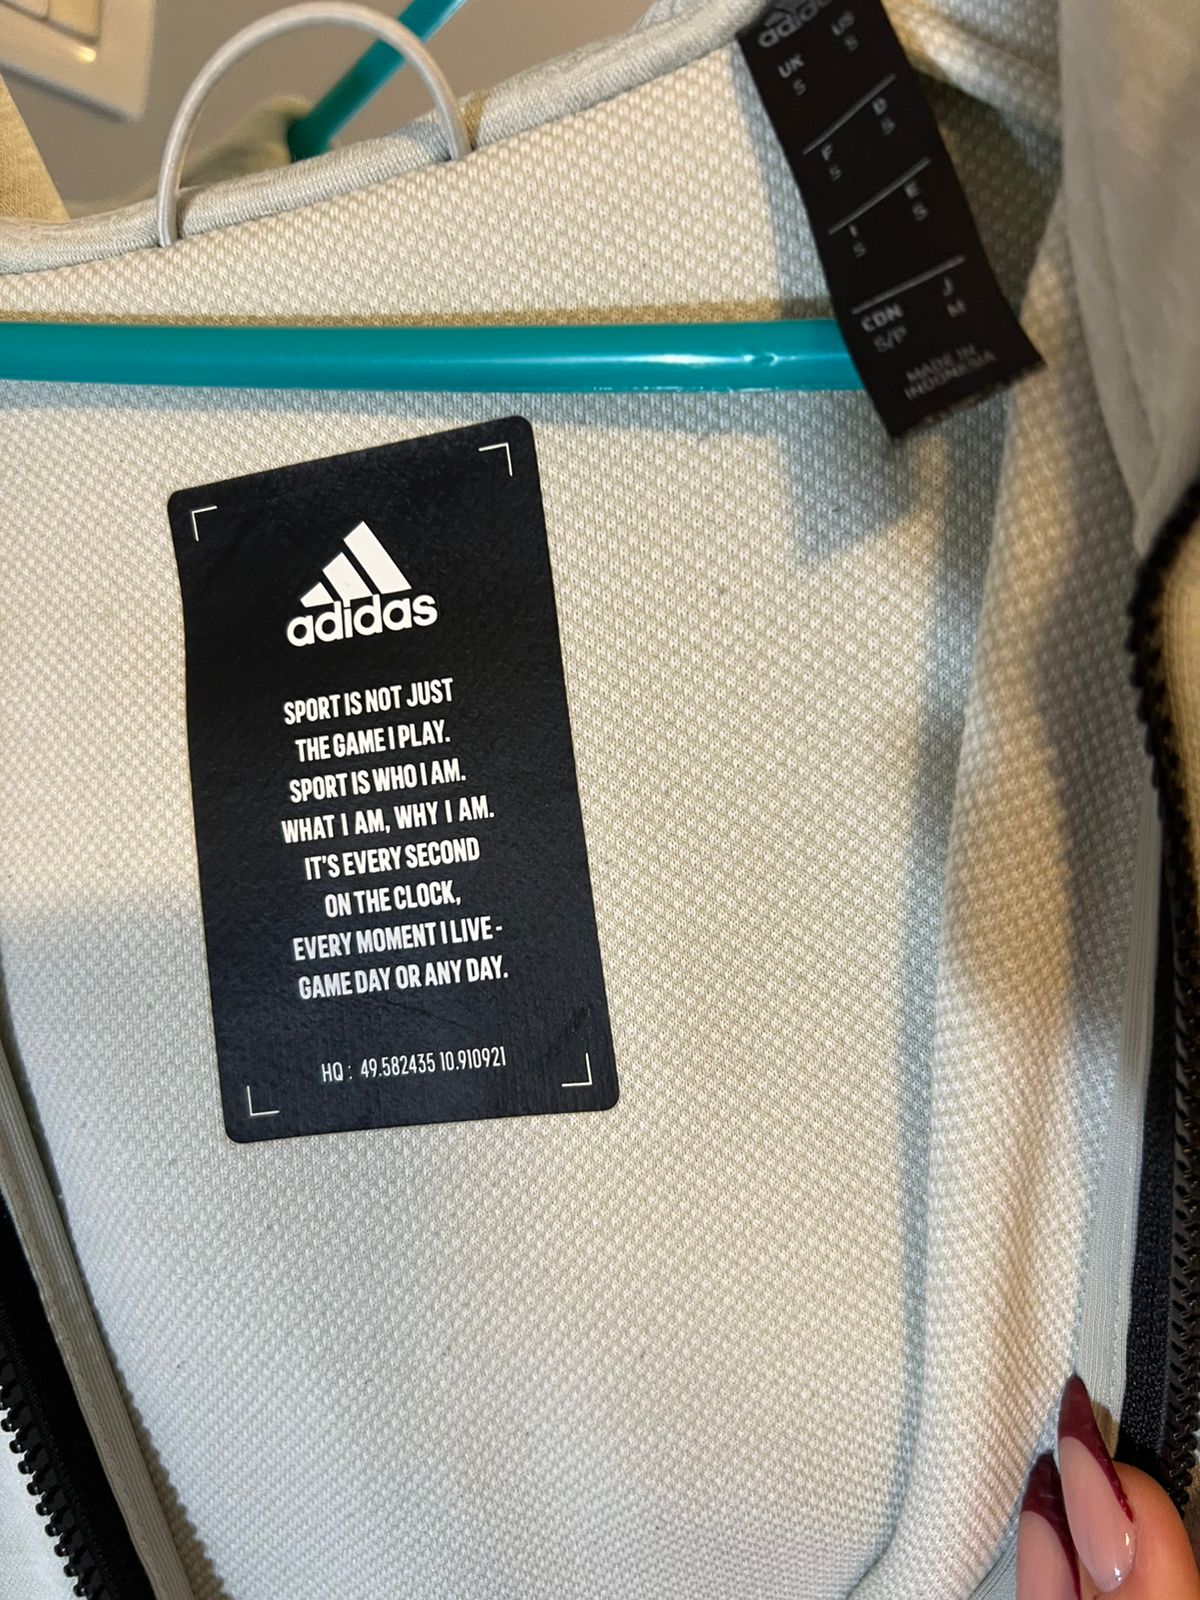 adidas
UK US
S S
D
F
S
E
I S
S
J
CDN M
S/P
MADE IN
INDONESIA
adidas
SPORT IS NOT JUST
THE GAME I PLAY.
SPORT IS WHO I AM.
WHAT I AM, WHY I AM.
IT'S EVERY SECOND
ON THE CLOCK,
EVERY MOMENT I LIVE -
GAME DAY OR ANY DAY.
HQ : 49.582435 10.910921